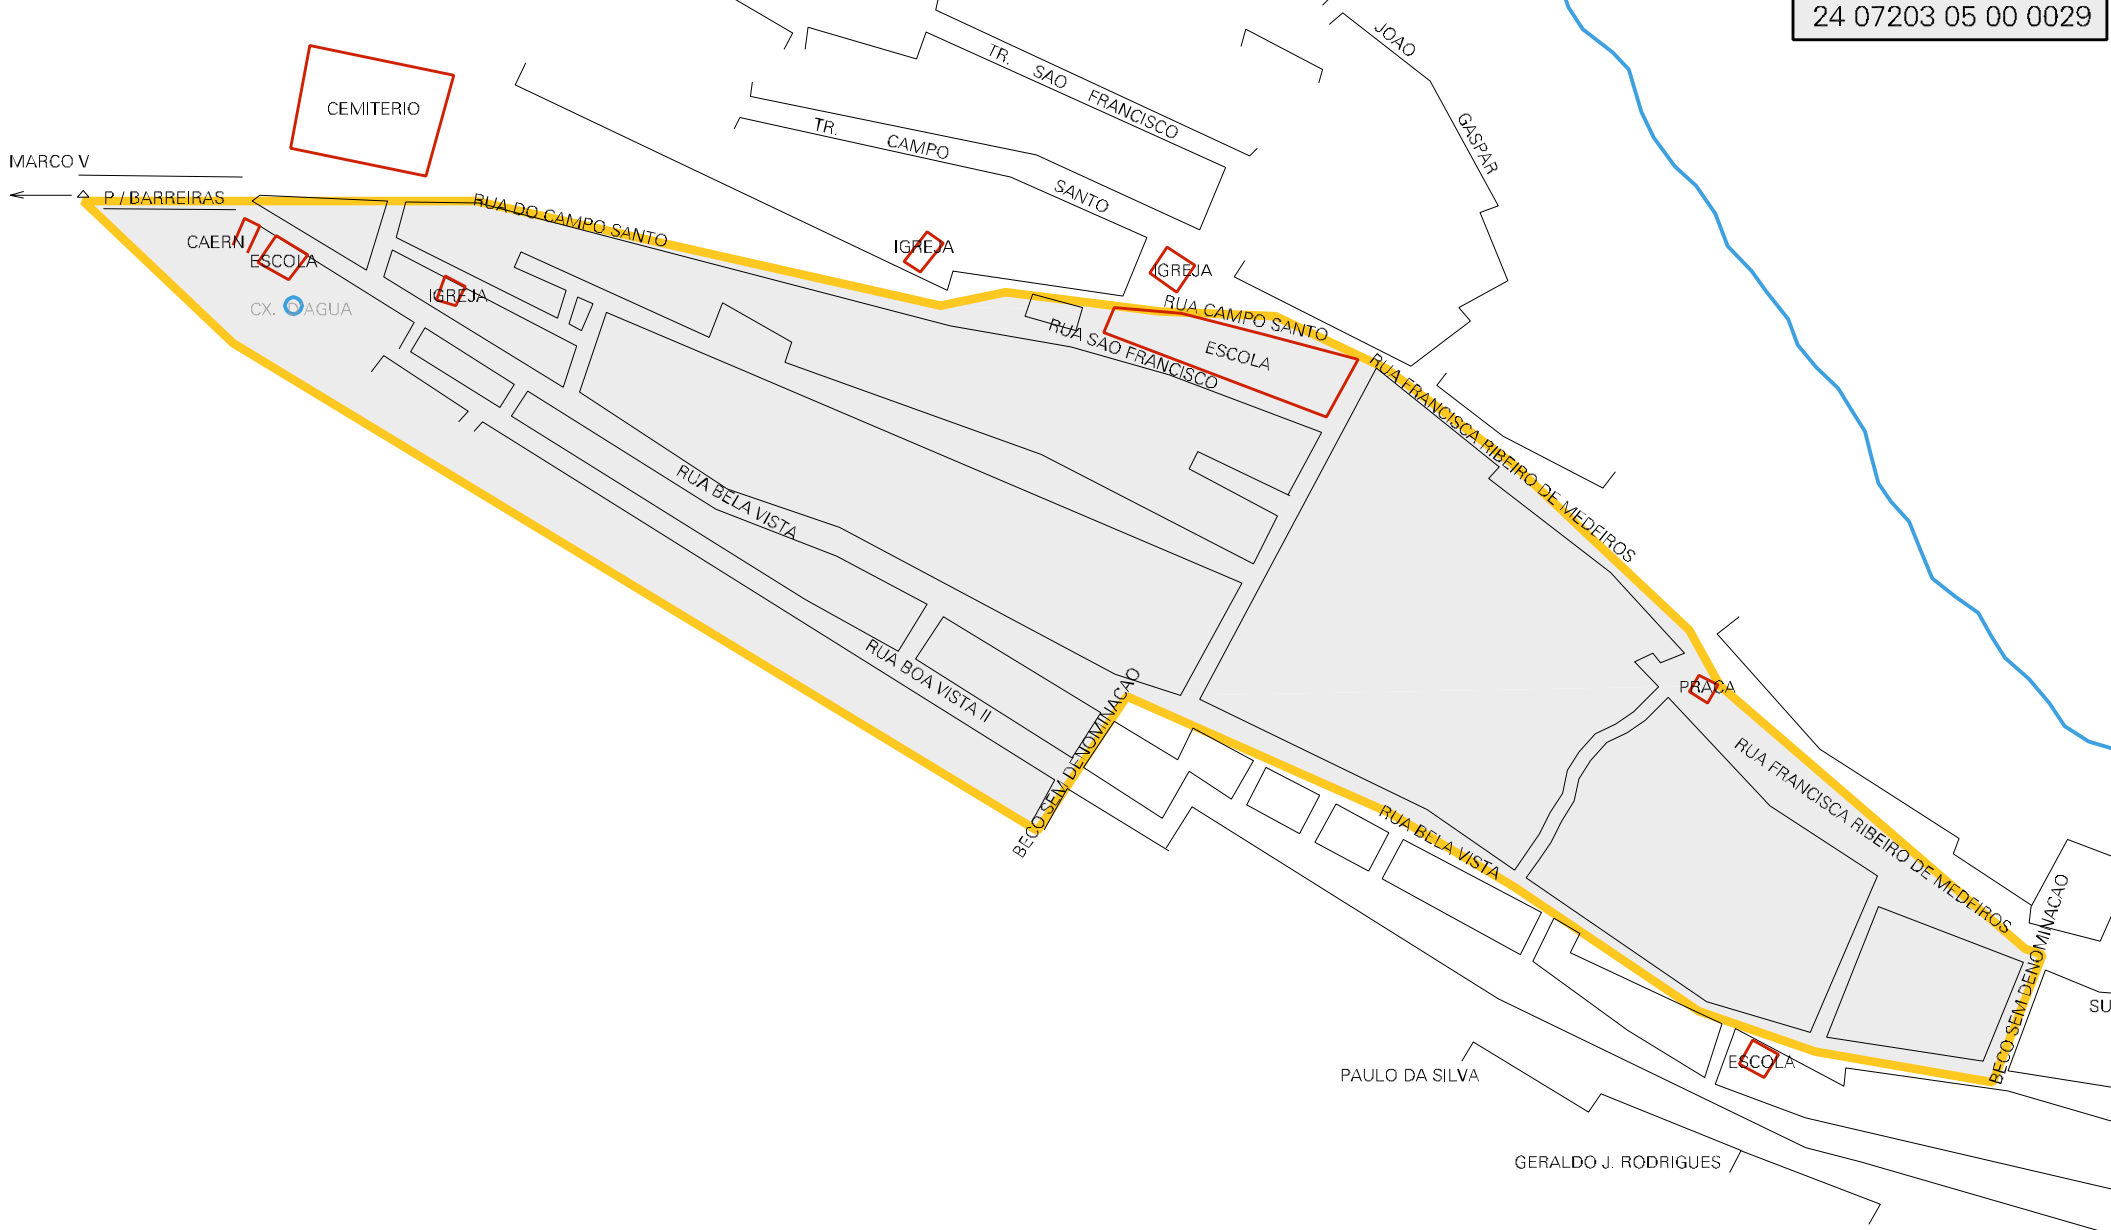 24 07203 05 00 0029
JOAO
GASPAR
TR. SAO FRANCISCO
TR. CAMPO SANTO
CEMITERIO
MARCO V
P / BARREIRAS
RUA DO CAMPO SANTO
CAERN
ESCOLA
IGREJA
CX. D'AGUA
IGREJA
IGREJA
RUA CAMPO SANTO
RUA SAO FRANCISCO
ESCOLA
RUA FRANCISCA RIBEIRO DE MEDEIROS
RUA BELA VISTA
RUA BOA VISTA II
BECO SEM DENOMINACAO
PRACA
RUA FRANCISCA RIBEIRO DE MEDEIROS
RUA BELA VISTA
BECO SEM DENOMINACAO
SU
ESCOLA
PAULO DA SILVA
GERALDO J. RODRIGUES